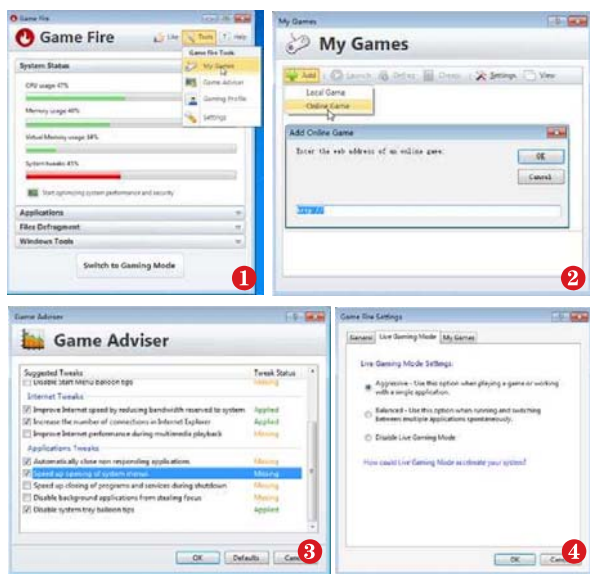 Game Fire
Game Fire
Like
Tools
Help
Game Fire Tools
My Games
Game Adviser
Gaming Profile
Settings
System Status
CPU usage 47%
Memory usage 40%
Virtual Memory usage 34%
System tweaks 45%
Start optimizing system performance and security
Applications
Files Defragment
Windows Tools
Switch to Gaming Mode
1
My Games
My Games
Add
Launch
Defrag
Create
Settings
View
Local Game
Online Game
Add Online Game
Enter the web address of an online game:
OK
Cancel
http://
2
Game Adviser
Game Adviser
Suggested Tweaks Tweak Status
Disable Start Menu balloon tips Missing
Internet Tweaks
Improve Internet speed by reducing bandwidth reserved to system Applied
Increase the number of connections in Internet Explorer Applied
Improve Internet performance during multimedia playback Missing
Applications Tweaks
Automatically close non responding applications Missing
Speed up opening of system menus Missing
Speed up closing of programs and services during shutdown Missing
Disable background applications from stealing focus Missing
Disable system tray balloon tips Applied
OK Defaults Can
3
Game Fire Settings
General Live Gaming Mode My Games
Live Gaming Mode Settings:
Aggressive - Use this option when playing a game or working
with a single application.
Balanced - Use this option when running and switching
between multiple applications spontaneously.
Disable Live Gaming Mode
How could Live Gaming Mode accelerate your system?
OK Can
4